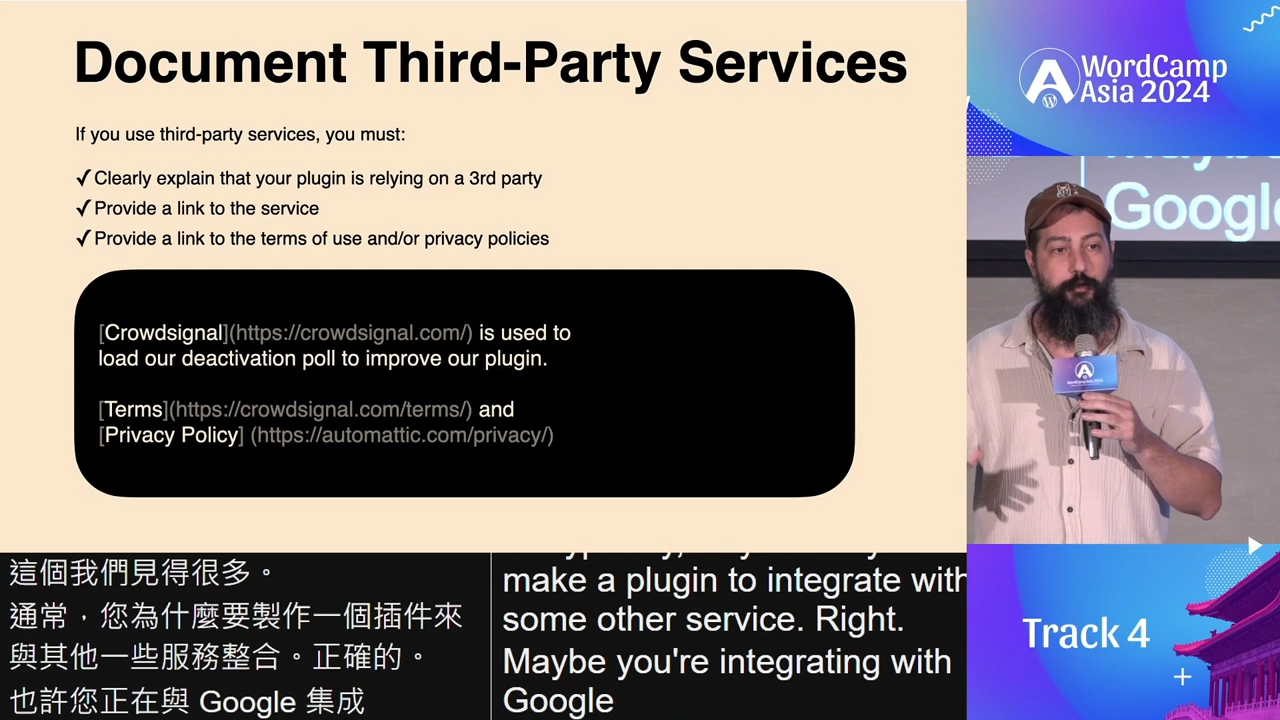 Document Third-Party Services
If you use third-party services, you must:
✓Clearly explain that your plugin is relying on a 3rd party
✓Provide a link to the service
✓Provide a link to the terms of use and/or privacy policies
[Crowdsignal](https://crowdsignal.com/) is used to
load our deactivation poll to improve our plugin.
[Terms](https://crowdsignal.com/terms/) and
[Privacy Policy] (https://automattic.com/privacy/)
這個我們見得很多。
通常，您為什麼要製作一個插件來
與其他一些服務整合。正確的。
也許您正在與 Google 集成
make a plugin to integrate with
some other service. Right.
Maybe you're integrating with
Google
WordCamp
Asia 2024
Google
WordCamp Asia 2024
Track 4